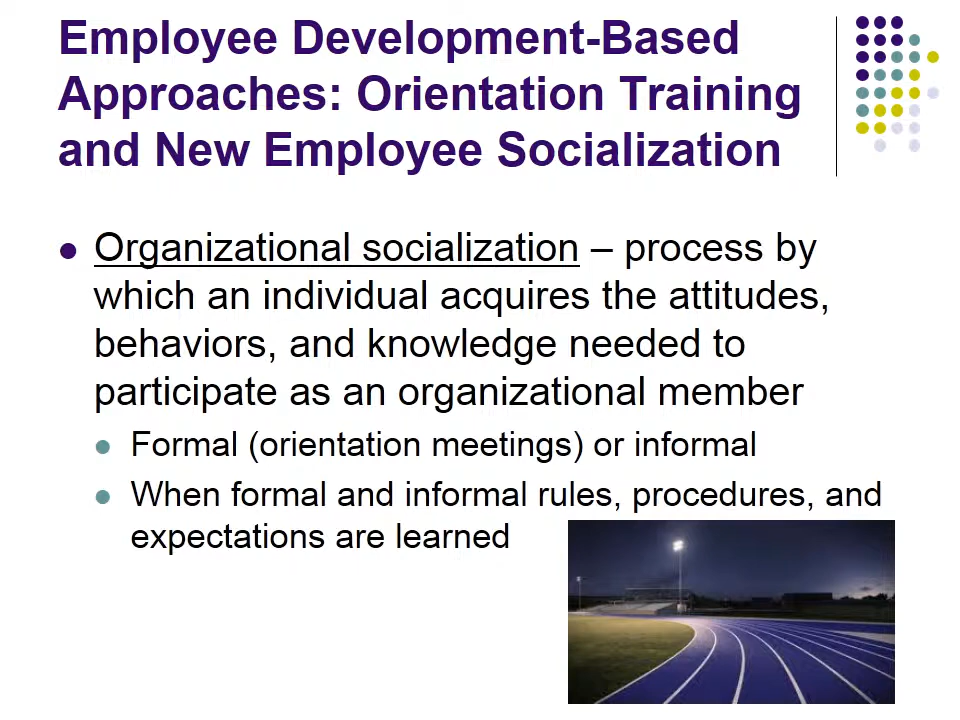 Employee Development-Based
Approaches: Orientation Training
and New Employee Socialization
Organizational socialization – process by
which an individual acquires the attitudes,
behaviors, and knowledge needed to
participate as an organizational member
Formal (orientation meetings) or informal
When formal and informal rules, procedures, and
expectations are learned